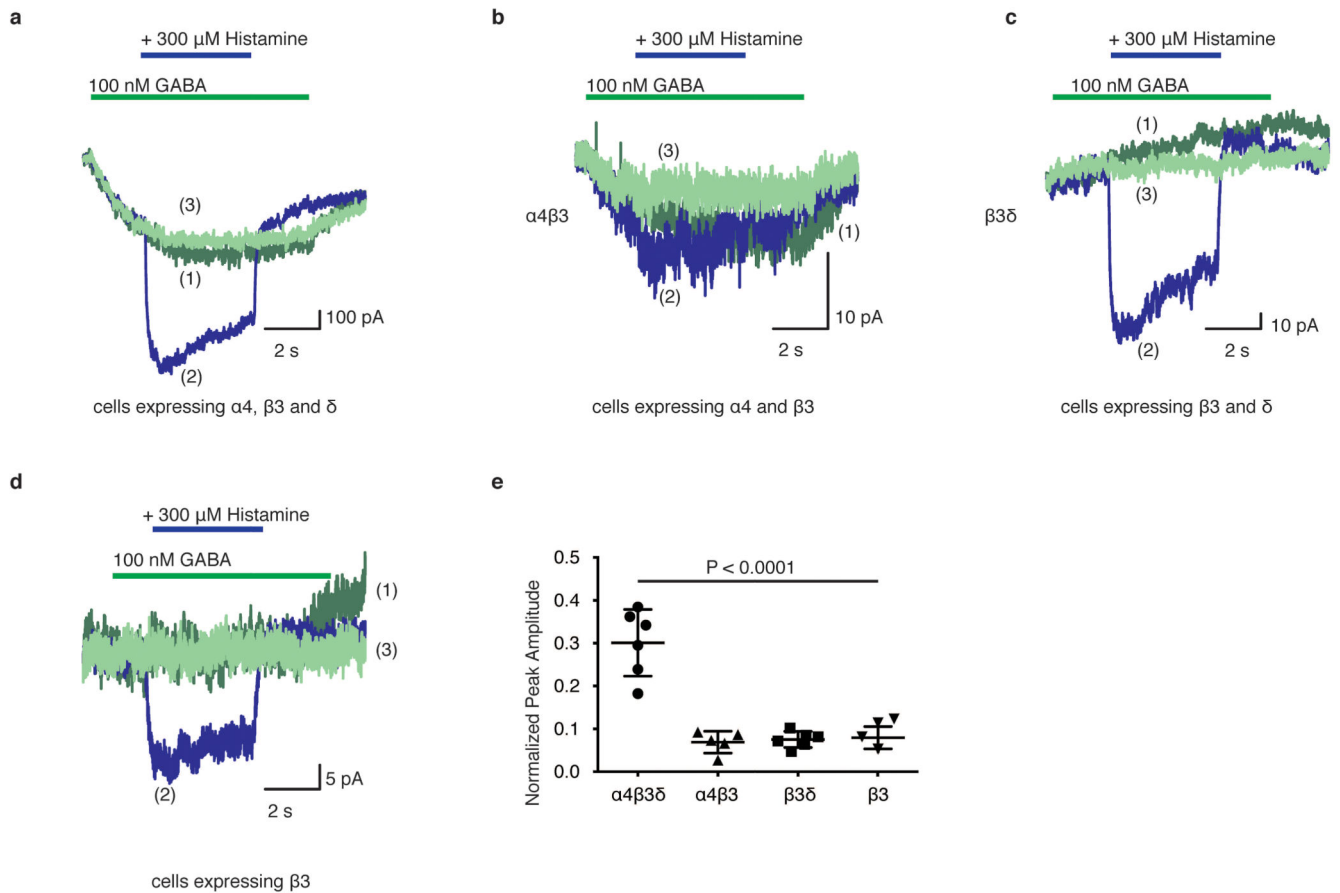 a
+ 300 µM Histamine
100 nM GABA
(3)
(1)
(2)
100 pA
2 s
cells expressing α4, β3 and δ
b
+ 300 µM Histamine
100 nM GABA
α4β3
(3)
(1)
(2)
10 pA
2 s
cells expressing α4 and β3
c
+ 300 µM Histamine
100 nM GABA
β3δ
(1)
(3)
(2)
10 pA
2 s
cells expressing β3 and δ
d
+ 300 µM Histamine
100 nM GABA
(1)
(3)
(2)
5 pA
2 s
cells expressing β3
e
Normalized Peak Amplitude
P < 0.0001
0.5
0.4
0.3
0.2
0.1
0.0
α4β3δ
α4β3
β3δ
β3